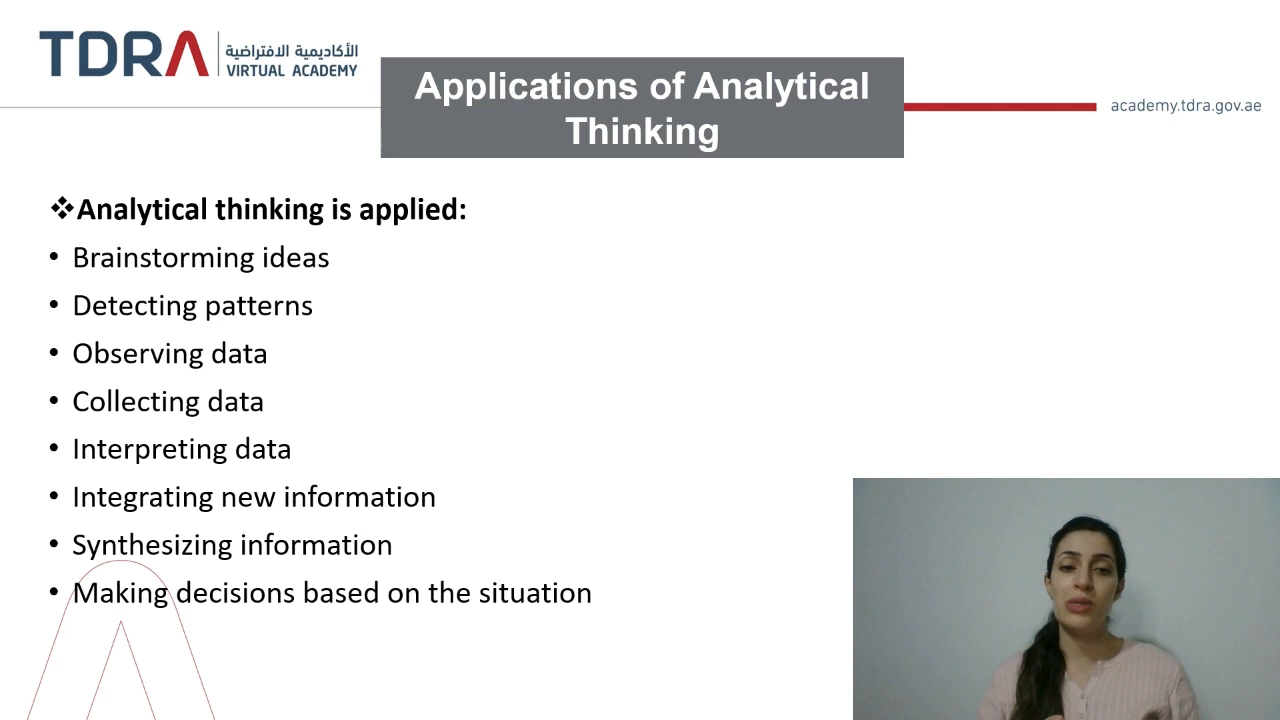 TDRA
الأكاديمية الافتراضية
VIRTUAL ACADEMY
Applications of Analytical
Thinking
academy.tdra.gov.ae
❖Analytical thinking is applied:
• Brainstorming ideas
• Detecting patterns
• Observing data
• Collecting data
• Interpreting data
• Integrating new information
• Synthesizing information
• Making decisions based on the situation